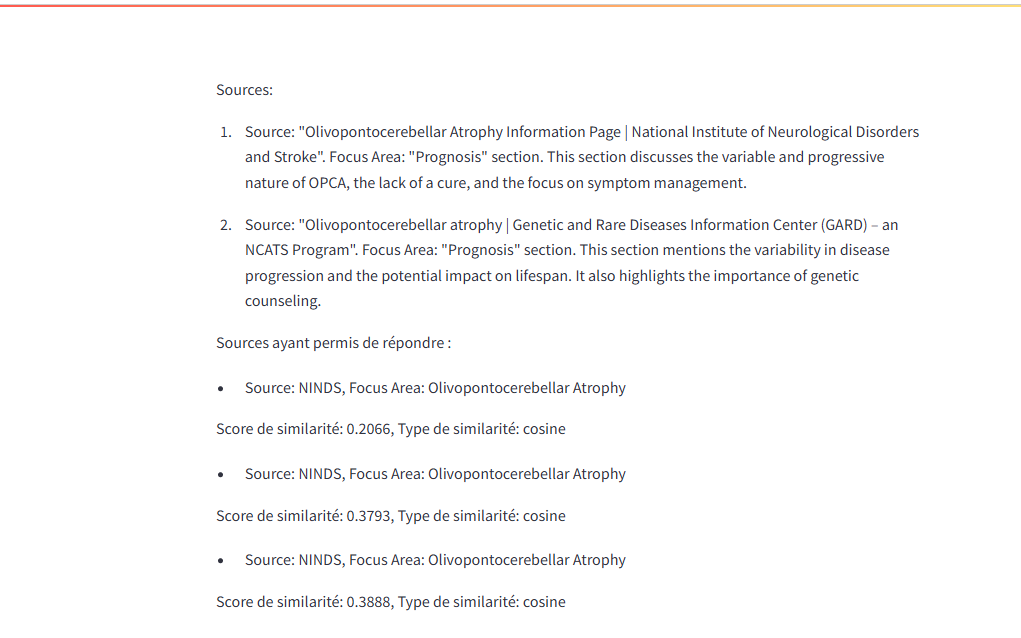 Sources:
1. Source: "Olivopontocerebellar Atrophy Information Page | National Institute of Neurological Disorders
and Stroke". Focus Area: "Prognosis" section. This section discusses the variable and progressive
nature of OPCA, the lack of a cure, and the focus on symptom management.
2. Source: "Olivopontocerebellar atrophy | Genetic and Rare Diseases Information Center (GARD) – an
NCATS Program". Focus Area: "Prognosis" section. This section mentions the variability in disease
progression and the potential impact on lifespan. It also highlights the importance of genetic
counseling.
Sources ayant permis de répondre :
• Source: NINDS, Focus Area: Olivopontocerebellar Atrophy
Score de similarité: 0.2066, Type de similarité: cosine
• Source: NINDS, Focus Area: Olivopontocerebellar Atrophy
Score de similarité: 0.3793, Type de similarité: cosine
• Source: NINDS, Focus Area: Olivopontocerebellar Atrophy
Score de similarité: 0.3888, Type de similarité: cosine